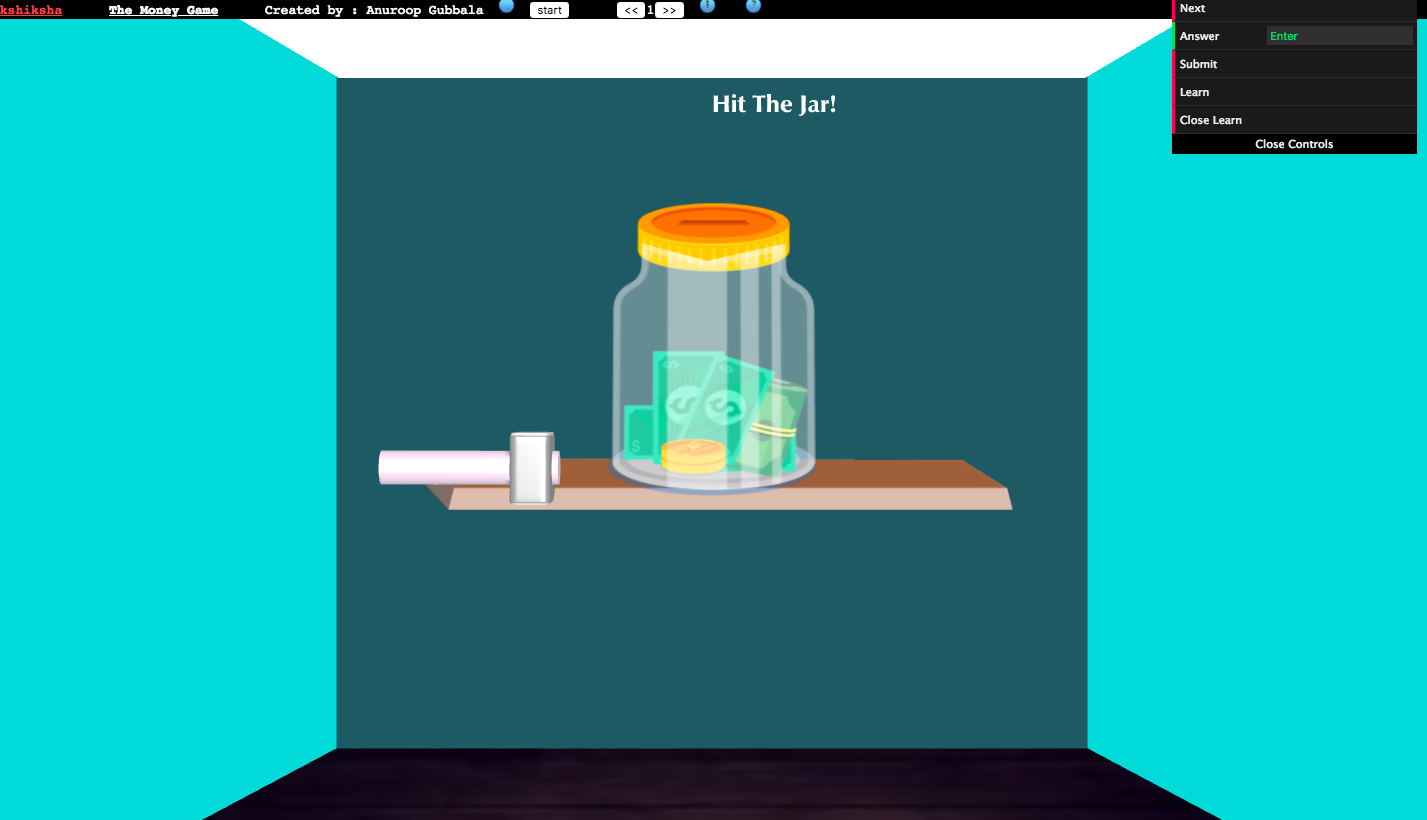 kshiksha The Money Game Created by : Anuroop Gubbala start << 1 >> i ?
Next
Answer Enter
Submit
Learn
Close Learn
Close Controls
Hit The Jar!
$